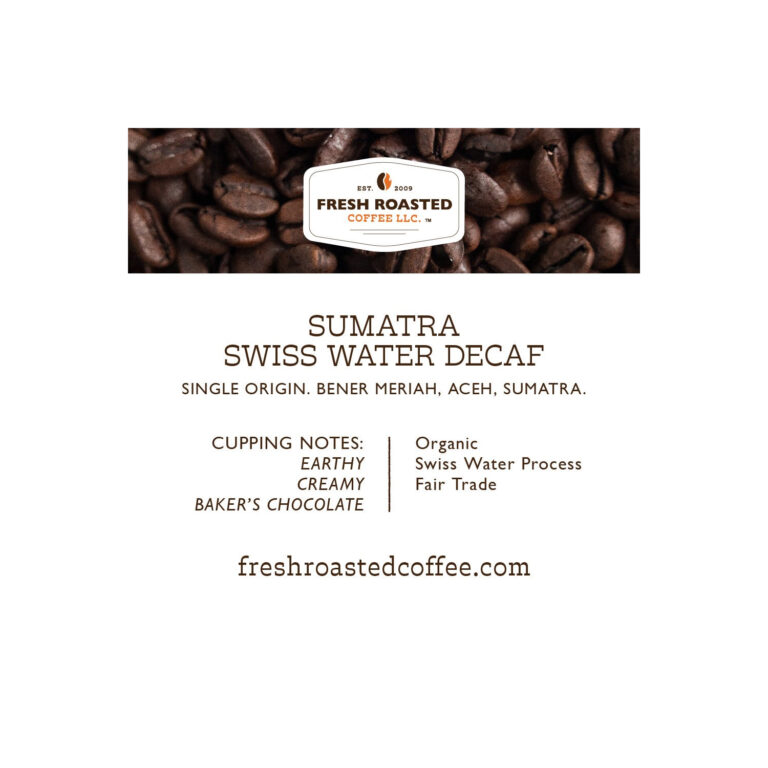 EST. 2009
FRESH ROASTED
COFFEE LLC. ™
SUMATRA
SWISS WATER DECAF
SINGLE ORIGIN. BENER MERIAH, ACEH, SUMATRA.
CUPPING NOTES:
EARTHY
CREAMY
BAKER'S CHOCOLATE
Organic
Swiss Water Process
Fair Trade
freshroastedcoffee.com